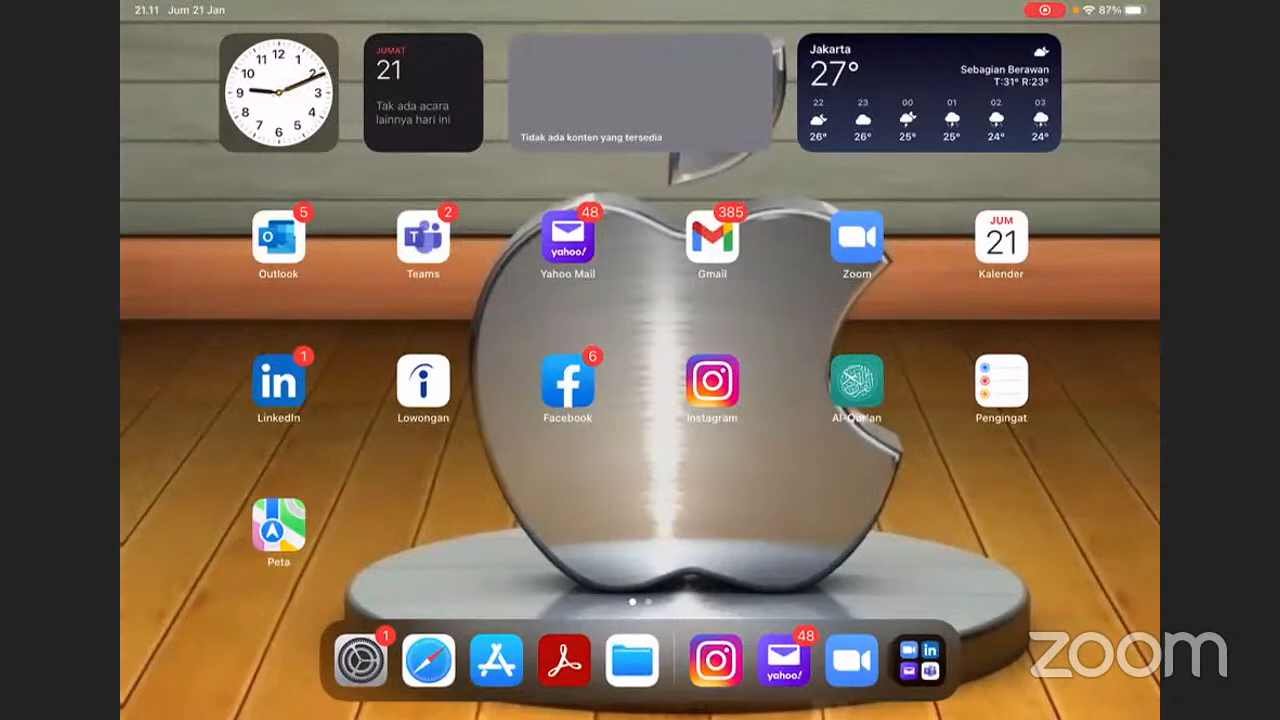 21.11 Jum 21 Jan
87%
12
11
1
10
2
9
3
8
4
7
5
6
JUMAT
21
Tak ada acara
lainnya hari ini
Tidak ada konten yang tersedia
Jakarta
27°
Sebagian Berawan
T:31° R:23°
22 23 00 01 02 03
26° 26° 25° 25° 24° 24°
5
2
48
385
JUM
21
yahoo!
Outlook
Teams
Yahoo Mail
Gmail
Zoom
Kalender
1
6
in
LinkedIn
Lowongan
Facebook
Instagram
Al-Qur'an
Pengingat
Peta
1
48
yahoo!
in
zoom